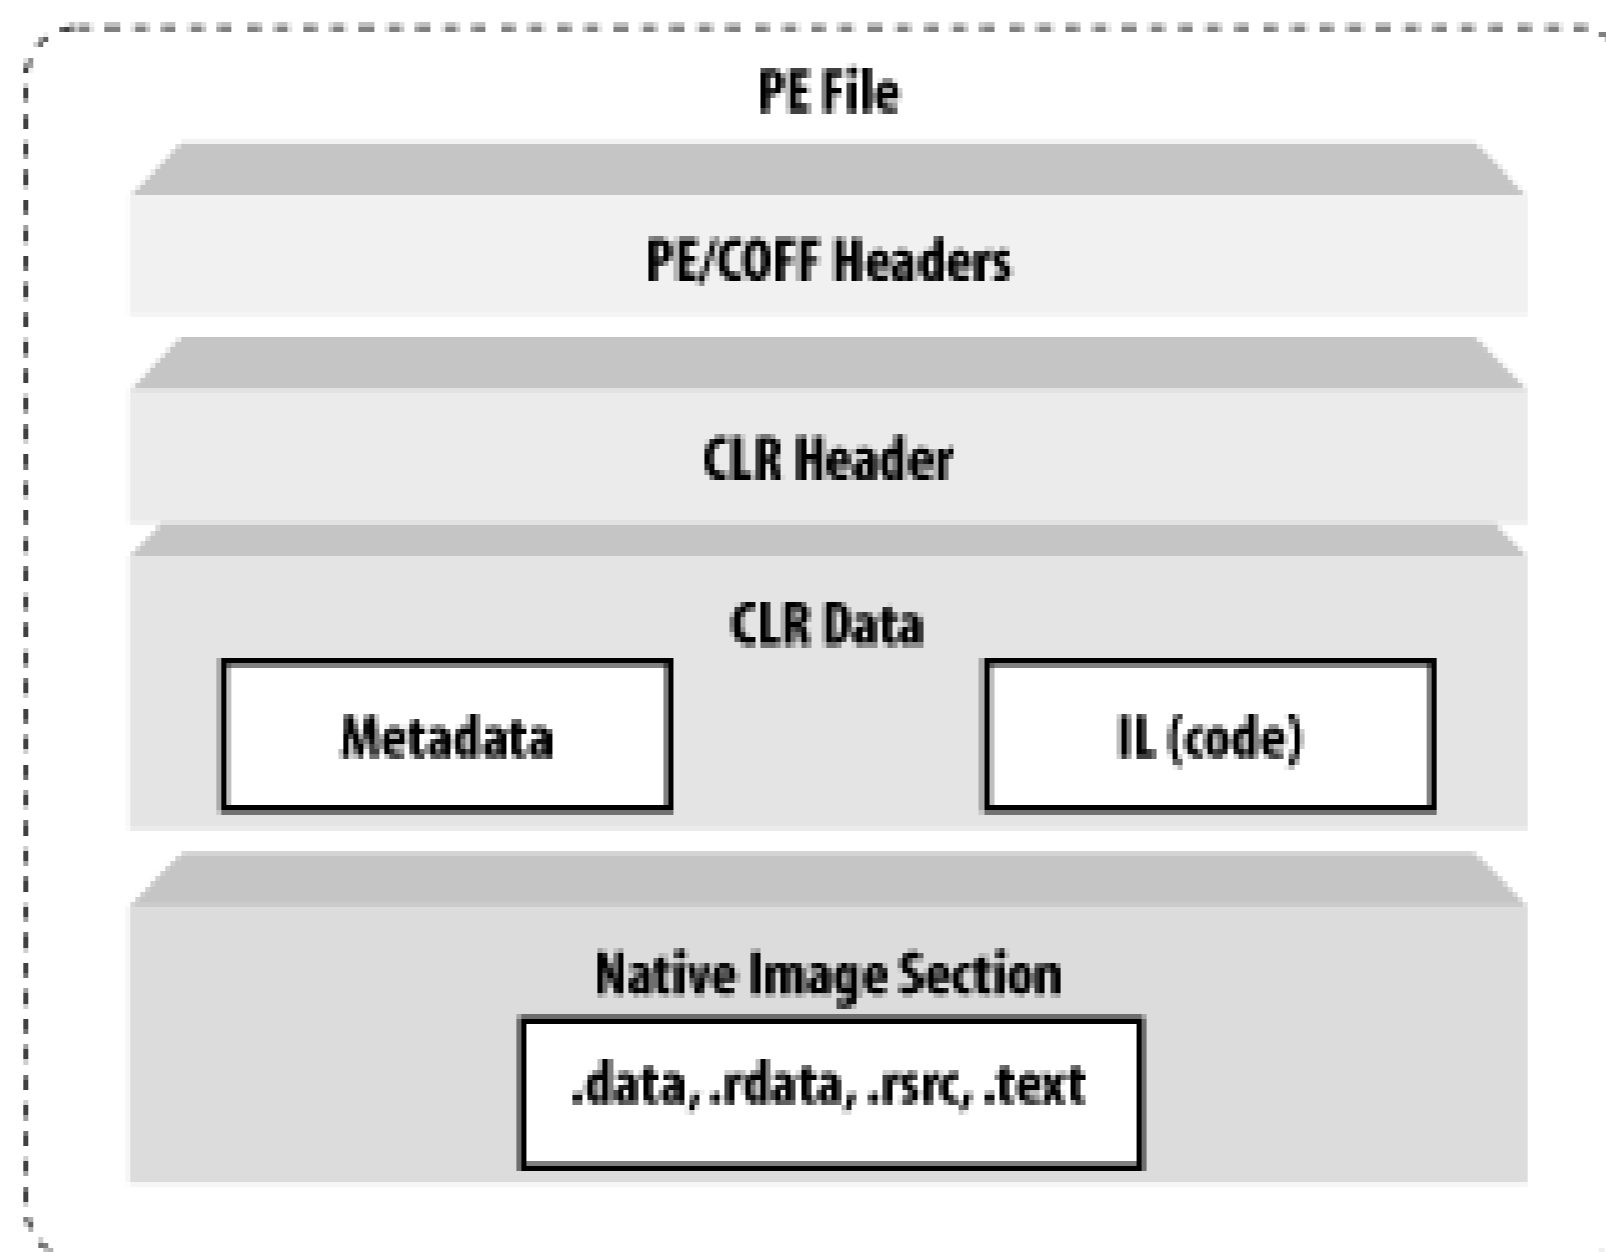 PE File
PE/COFF Headers
CLR Header
CLR Data
Metadata
IL (code)
Native Image Section
.data, .rdata, .rsrc, .text